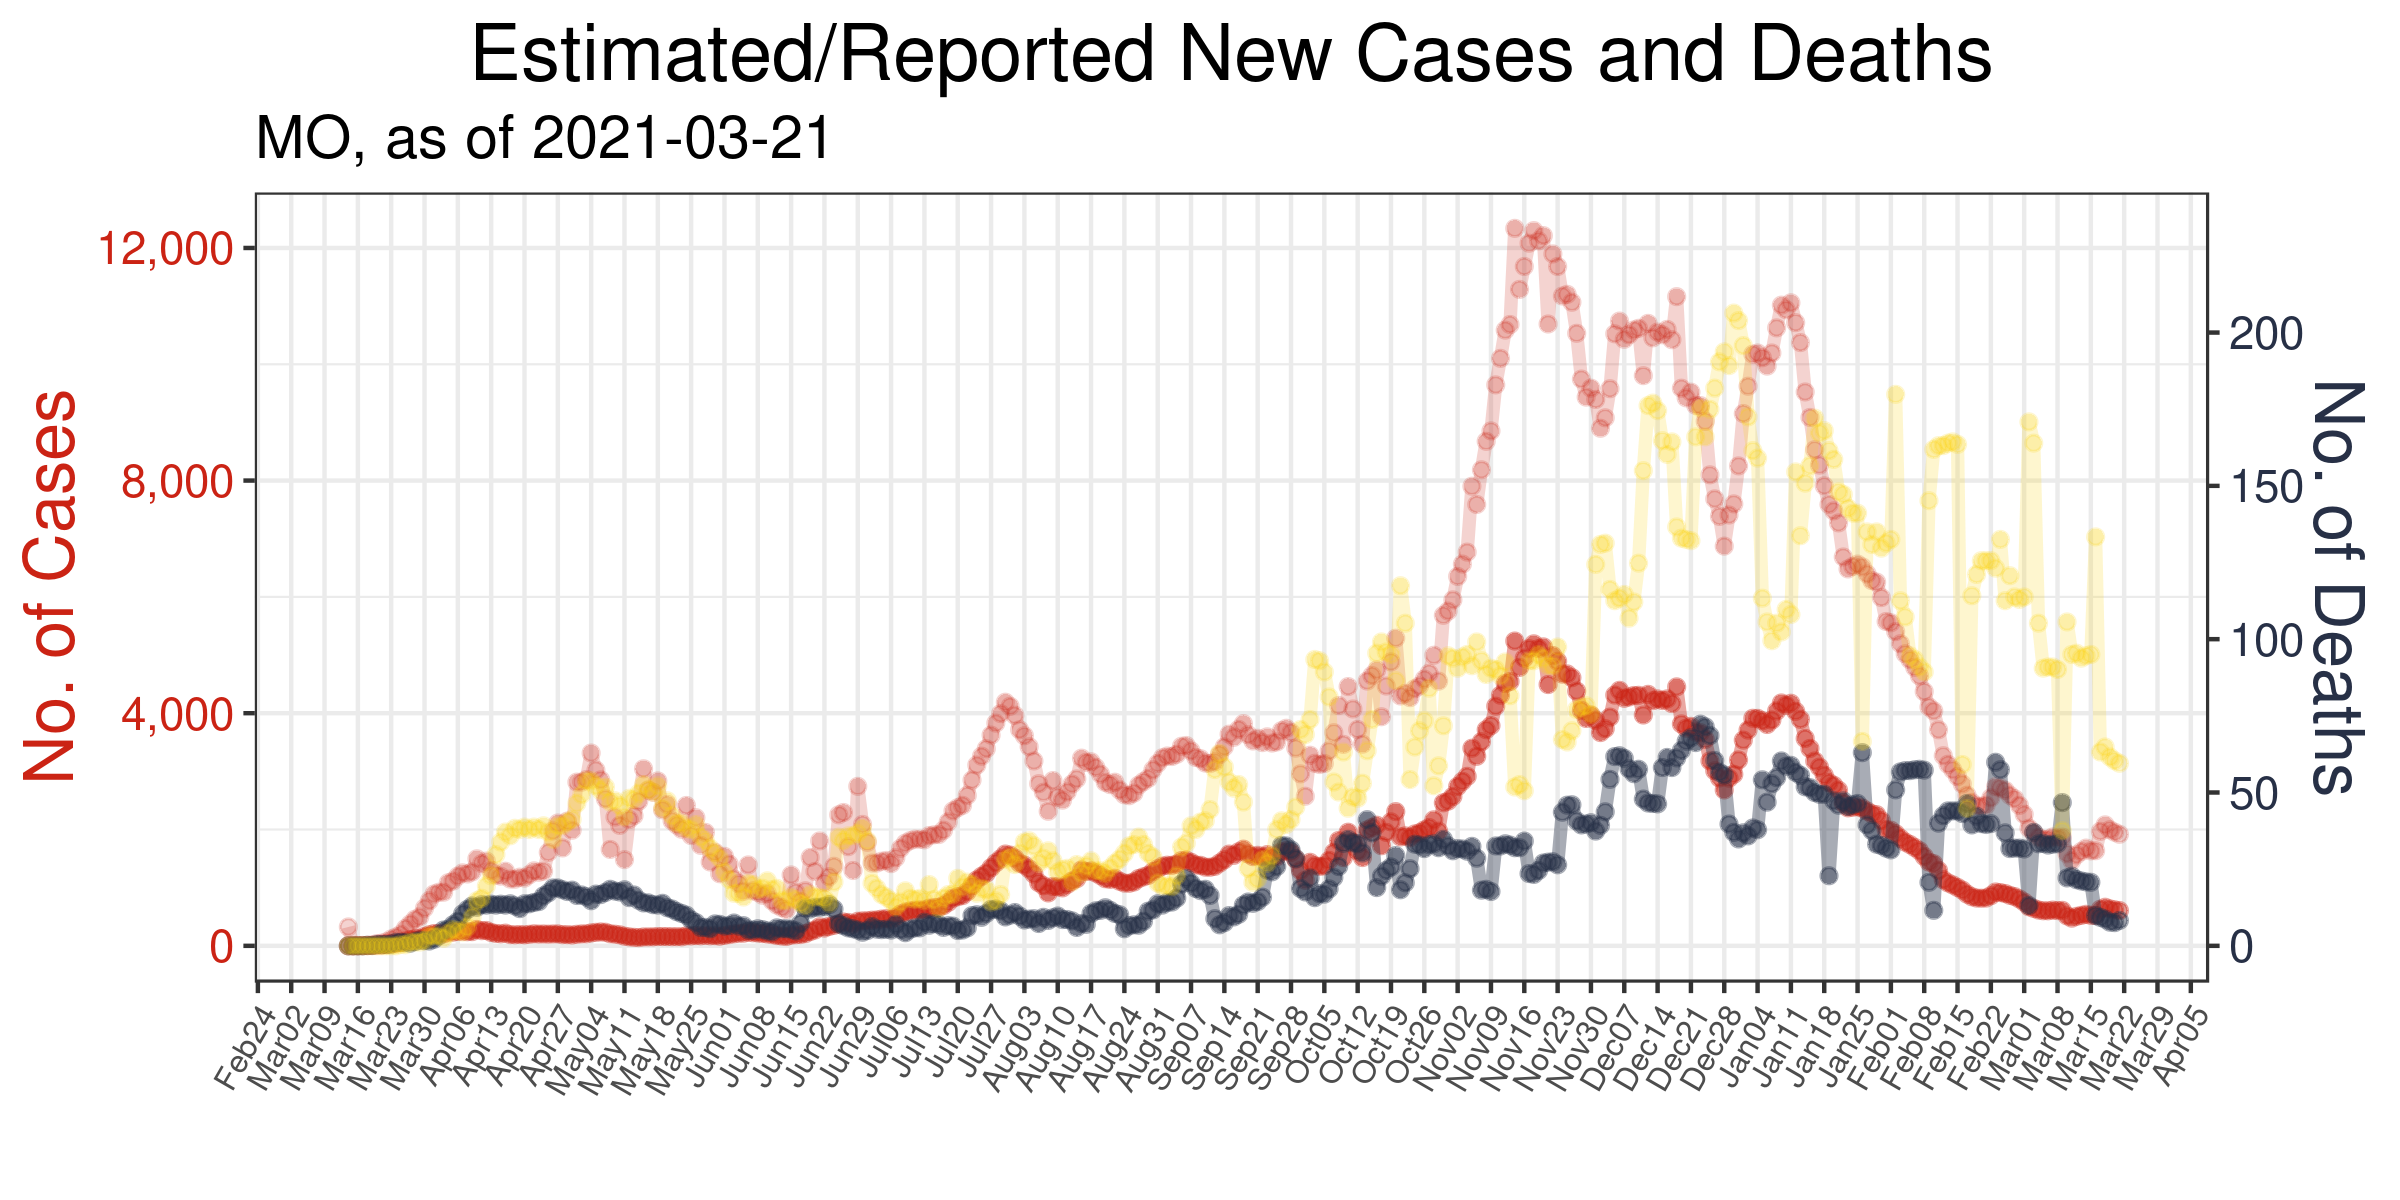 Estimated/Reported New Cases and Deaths
MO, as of 2021-03-21
No. of Cases
12,000
8,000
4,000
0
No. of Deaths
200
150
100
50
0
Feb24
Mar02
Mar09
Mar16
Mar23
Mar30
Apr06
Apr13
Apr20
Apr27
May04
May11
May18
May25
Jun01
Jun08
Jun15
Jun22
Jun29
Jul06
Jul13
Jul20
Jul27
Aug03
Aug10
Aug17
Aug24
Aug31
Sep07
Sep14
Sep21
Sep28
Oct05
Oct12
Oct19
Oct26
Nov02
Nov09
Nov16
Nov23
Nov30
Dec07
Dec14
Dec21
Dec28
Jan04
Jan11
Jan18
Jan25
Feb01
Feb08
Feb15
Feb22
Mar01
Mar08
Mar15
Mar22
Mar29
Apr05